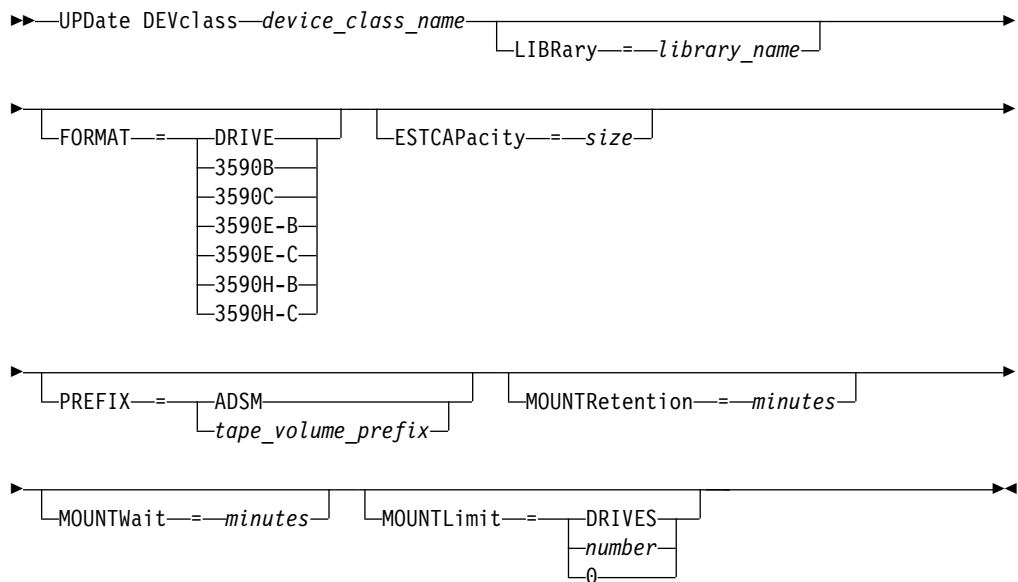 UPDate DEVclass device_class_name
LIBRary = library_name
FORMAT = DRIVE
3590B
3590C
3590E-B
3590E-C
3590H-B
3590H-C
ESTCAPacity = size
PREFIX = ADSM
tape_volume_prefix
MOUNTRetention = minutes
MOUNTWait = minutes
MOUNTLimit = DRIVES
number
0